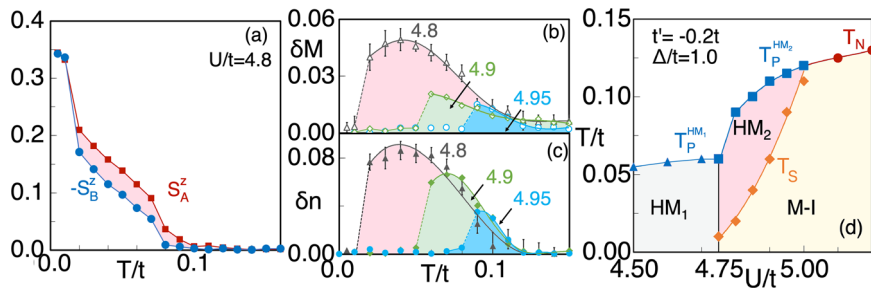 (a)
U/t=4.8
0.4
0.3
0.2
0.1
0.0
-S_B^z
S_A^z
0.0
0.1
T/t
(b)
δM
0.06
0.03
0.00
4.8
4.9
4.95
(c)
δn
0.08
0.00
4.8
4.9
4.95
0.0
0.1
T/t
T/t
0.15
0.10
0.05
0.00
t'= -0.2t
Δ/t=1.0
T_P^{HM_2}
T_N
T_P^{HM_1}
HM_2
T_S
HM_1
M-I
(d)
4.50
4.75
5.00
U/t